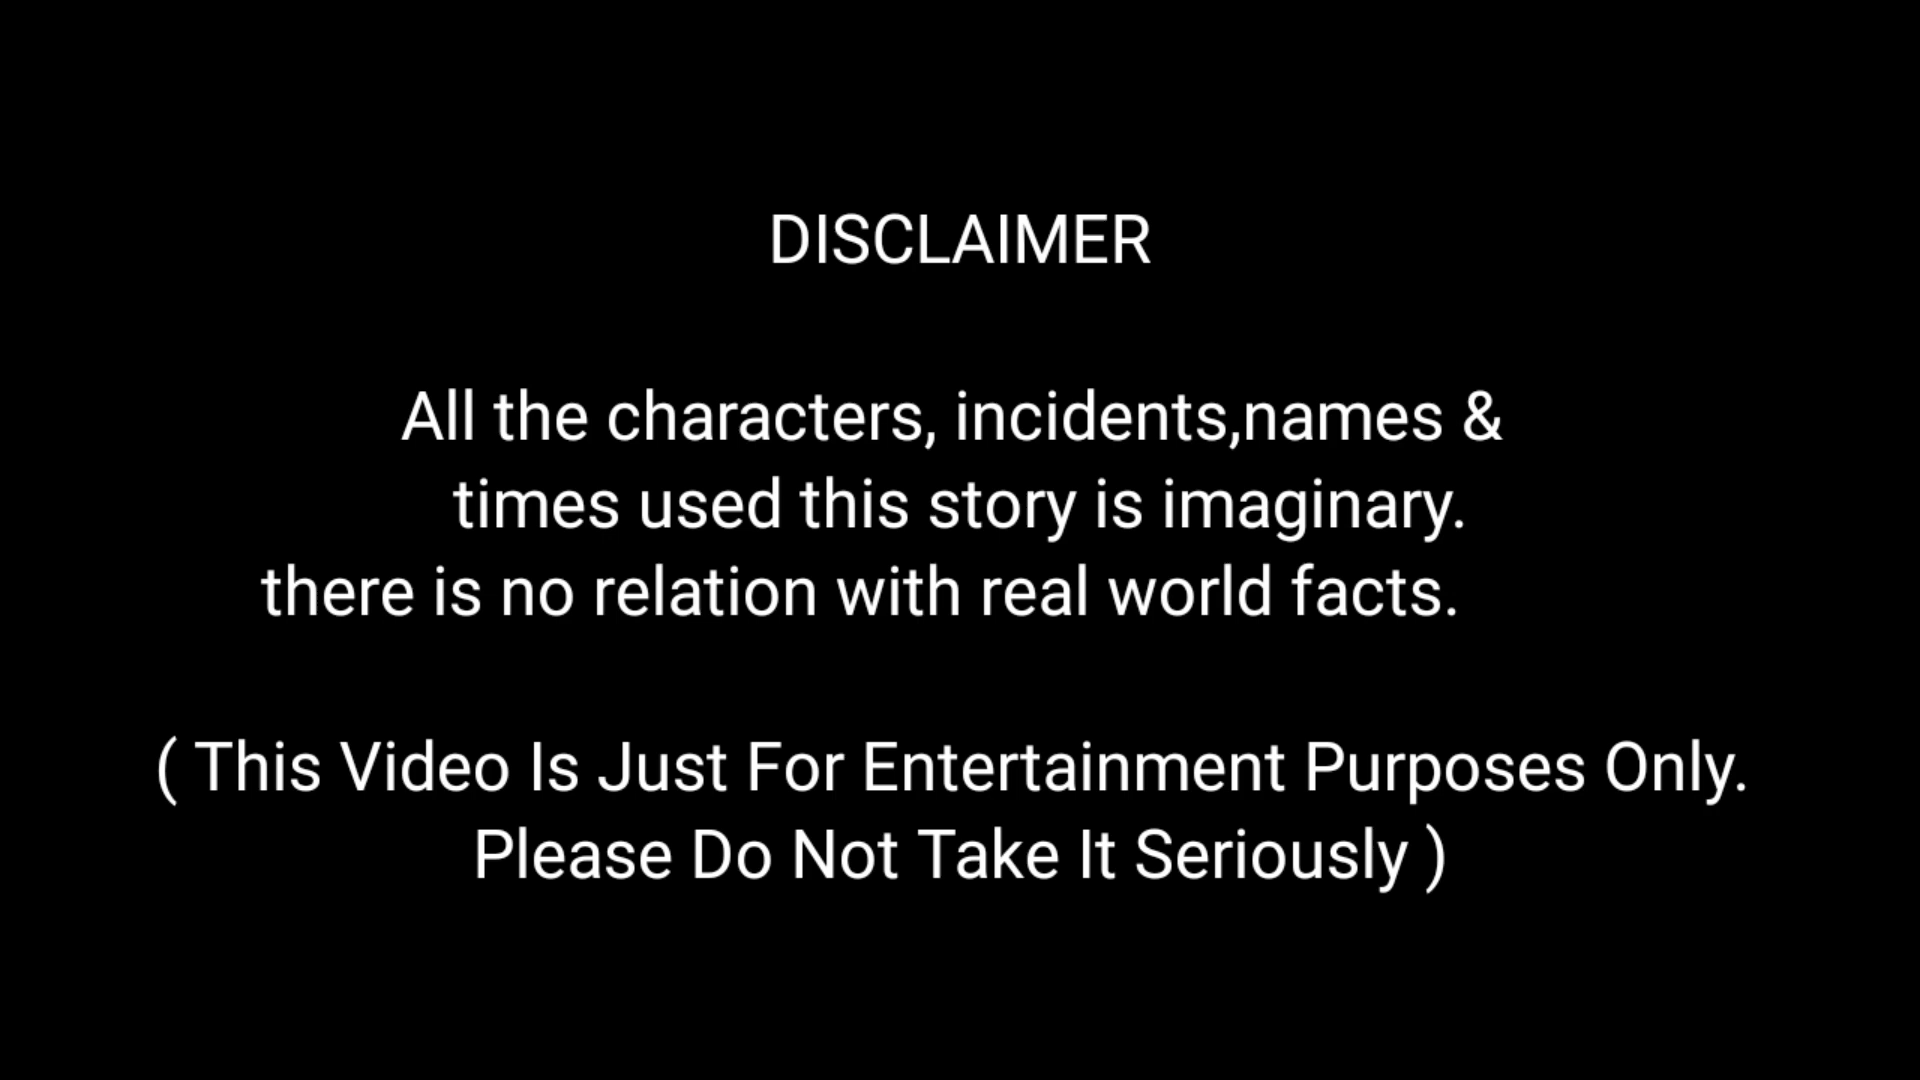 DISCLAIMER
All the characters, incidents,names &
times used this story is imaginary.
there is no relation with real world facts.
( This Video Is Just For Entertainment Purposes Only.
Please Do Not Take It Seriously )